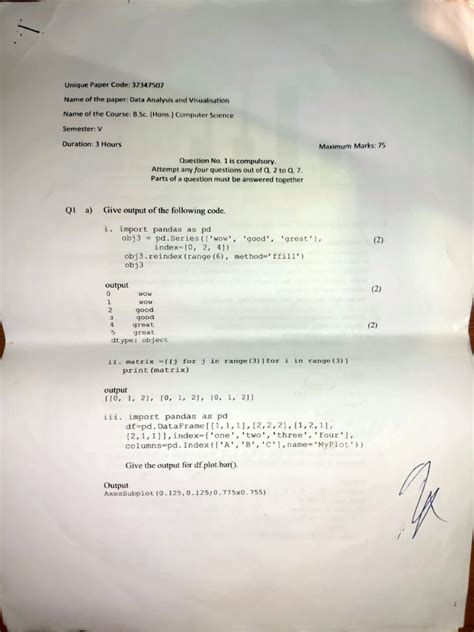 Unique Paper Code: 32347507
Name of the paper: Data Analysis and Visualisation
Name of the Course: B.Sc. (Hons.) Computer Science
Semester: V
Duration: 3 Hours Maximum Marks: 75
Question No. 1 is compulsory.
Attempt any four questions out of Q. 2 to Q. 7.
Parts of a question must be answered together
Q1 a) Give output of the following code.
i. import pandas as pd
obj3 = pd.Series(['wow', 'good', 'great'], (2)
index=[0, 2, 4])
obj3.reindex(range(6), method='ffill')
obj3
output (2)
0 wow
1 wow
2 good
3 good
4 great (2)
5 great
dtype: object
ii. matrix =[[j for j in range(3)]for i in range(3)]
print(matrix)
output
[[0, 1, 2], [0, 1, 2], [0, 1, 2]]
iii. import pandas as pd
df=pd.DataFrame[[1,1,1],[2,2,2],[1,2,1],
[2,1,1]],index=['one','two','three','four'],
columns=pd.Index(['A','B','C'],name='MyPlot'))
Give the output for df.plot.bar().
Output
AxesSubplot(0.125,0.125;0.775x0.755)
1